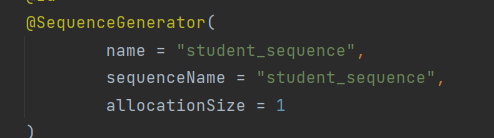 @SequenceGenerator(
name = "student_sequence",
sequenceName = "student_sequence",
allocationSize = 1
)